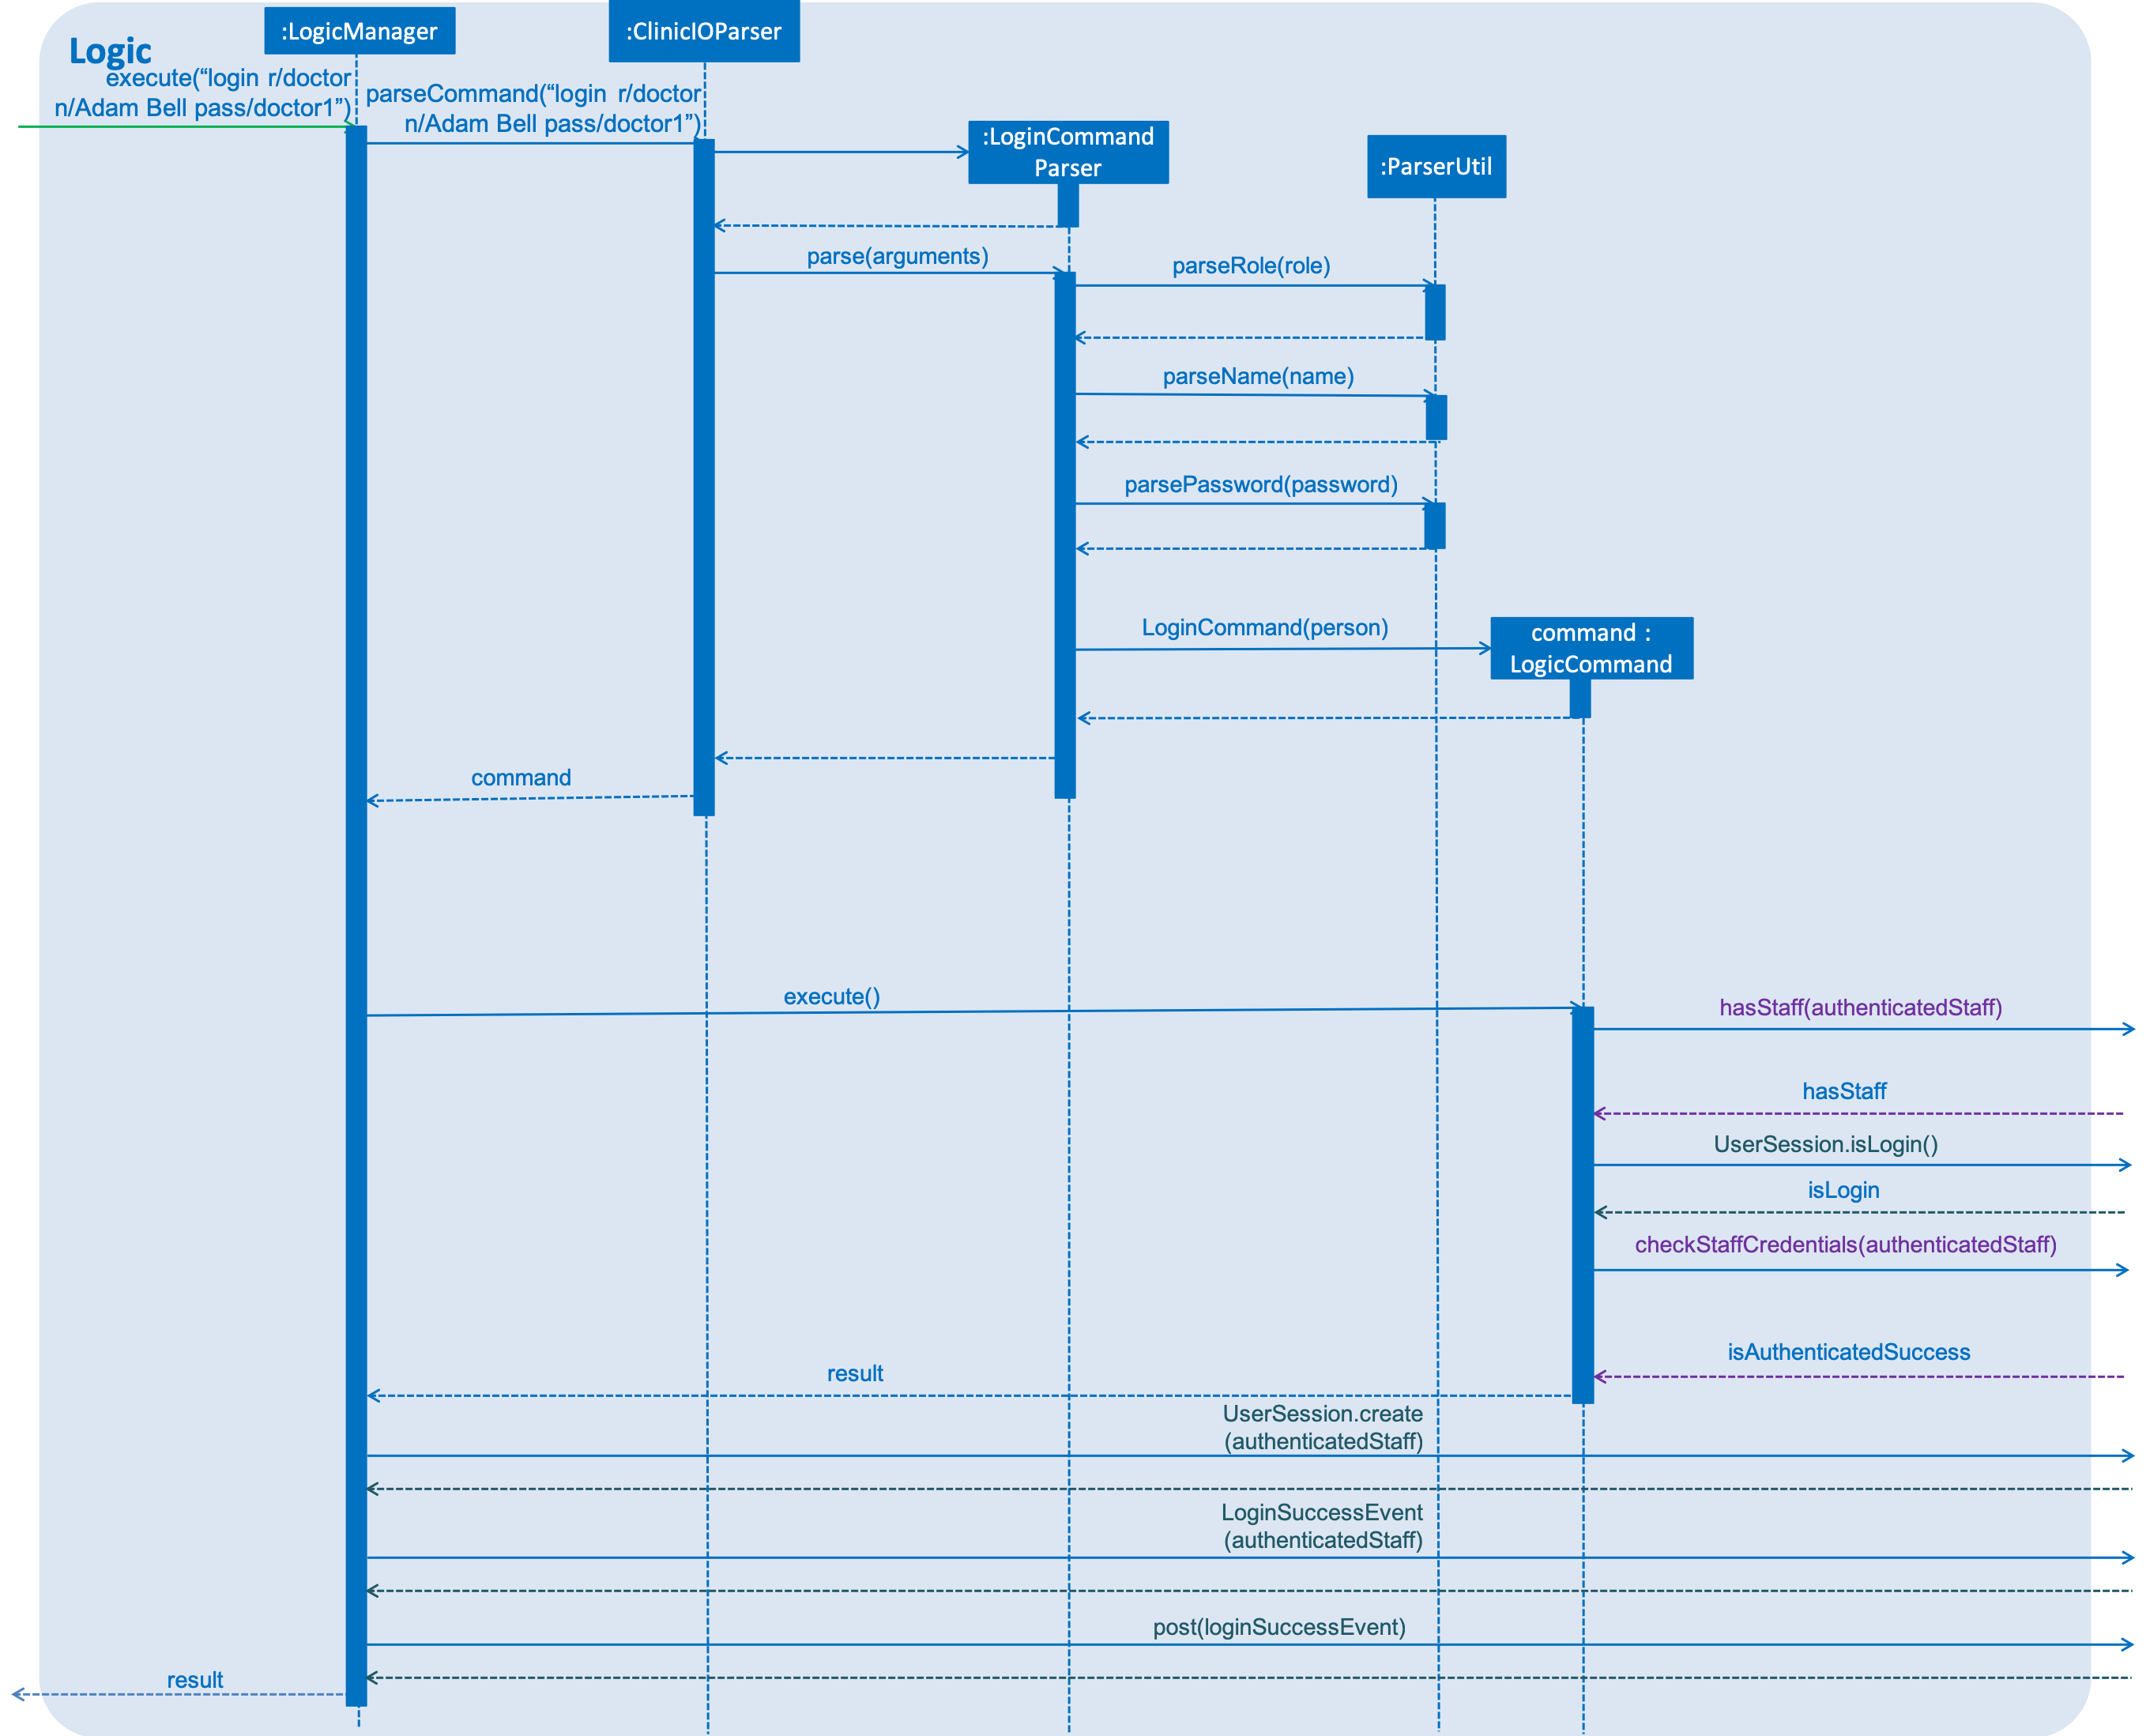 :LogicManager
:ClinicIOParser
Logic
execute(“login r/doctor
n/Adam Bell pass/doctor1”)
parseCommand(“login r/doctor
n/Adam Bell pass/doctor1”)
:LoginCommand
Parser
:ParserUtil
parse(arguments)
parseRole(role)
parseName(name)
parsePassword(password)
LoginCommand(person)
command :
LogicCommand
command
execute()
hasStaff(authenticatedStaff)
hasStaff
UserSession.isLogin()
isLogin
checkStaffCredentials(authenticatedStaff)
isAuthenticatedSuccess
result
UserSession.create
(authenticatedStaff)
LoginSuccessEvent
(authenticatedStaff)
post(loginSuccessEvent)
result